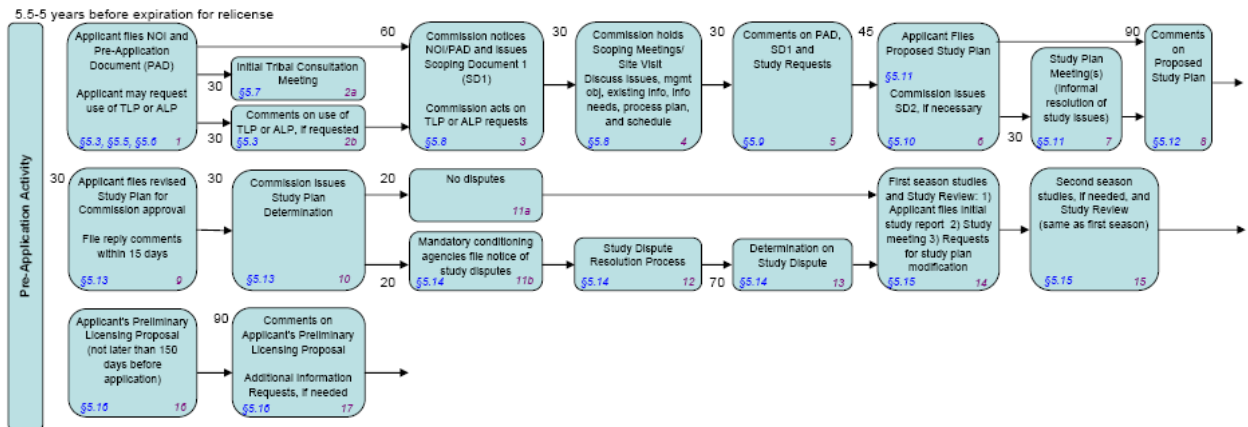 5.5-5 years before expiration for relicense
Pre-Application Activity
Applicant files NOI and
Pre-Application
Document (PAD)
Applicant may request
use of TLP or ALP
§5.3, §5.5, §5.6 1
30
Initial Tribal Consultation
Meeting
§5.7 2a
30
Comments on use of
TLP or ALP, if requested
§5.3 2b
60
Commission notices
NOI/PAD and issues
Scoping Document 1
(SD1)
Commission acts on
TLP or ALP requests
§5.8 3
30
Commission holds
Scoping Meetings/
Site Visit
Discuss issues, mgmt
obj, existing info, info
needs, process plan,
and schedule
§5.8 4
30
Comments on PAD,
SD1 and
Study Requests
§5.9 5
45
Applicant Files
Proposed Study Plan
§5.11
Commission issues
SD2, if necessary
§5.10 6
30
Study Plan
Meeting(s)
(informal
resolution of
study issues)
§5.11 7
90
Comments
on
Proposed
Study Plan
§5.12 8
30
Applicant files revised
Study Plan for
Commission approval
File reply comments
within 15 days
§5.13 9
30
Commission issues
Study Plan
Determination
§5.13 10
20
No disputes
11a
20
Mandatory conditioning
agencies file notice of
study disputes
§5.14 11b
Study Dispute
Resolution Process
§5.14 12
70
Determination on
Study Dispute
§5.14 13
First season studies
and Study Review: 1)
Applicant files initial
study report 2) Study
meeting 3) Requests
for study plan
modification
§5.15 14
Second season
studies, if needed, and
Study Review
(same as first season)
§5.15 15
Applicant's Preliminary
Licensing Proposal
(not later than 150
days before
application)
§5.16 16
90
Comments on
Applicant's Preliminary
Licensing Proposal
Additional Information
Requests, if needed
§5.16 17